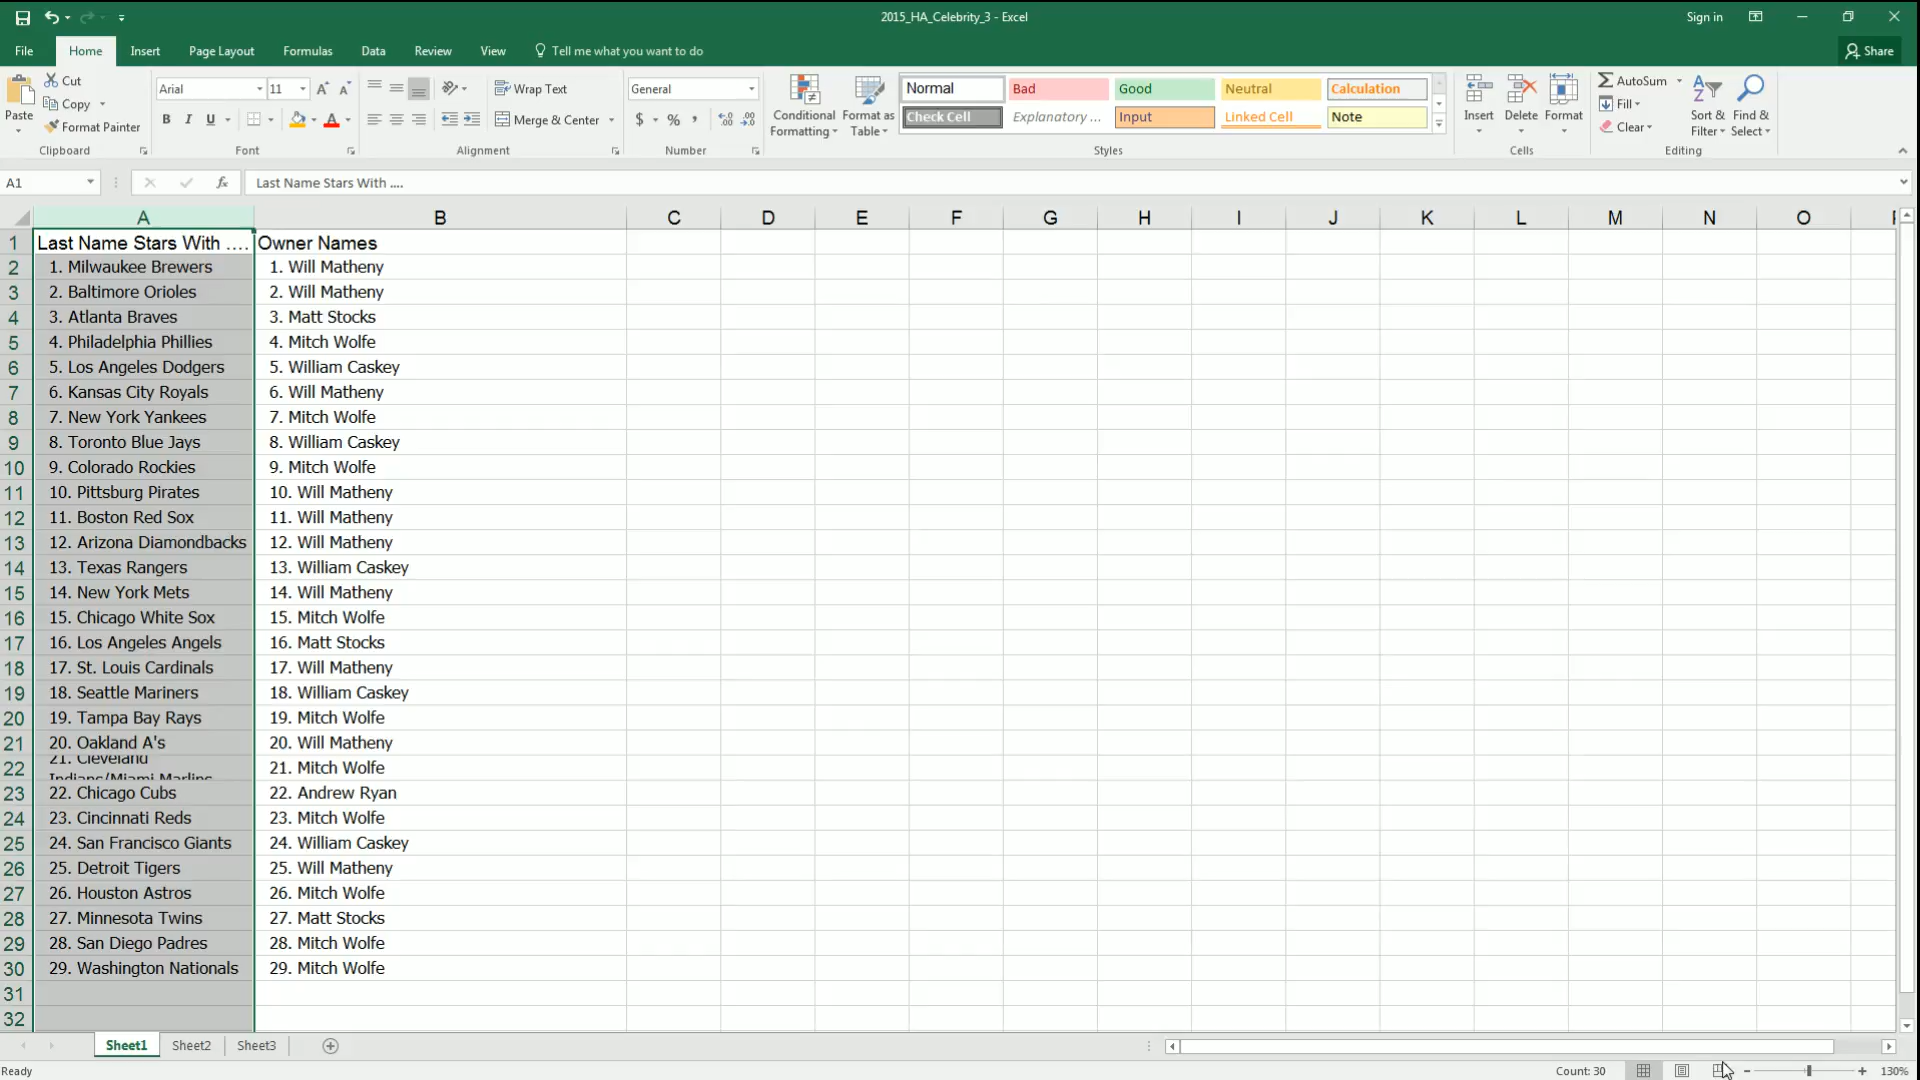 2015_HA_Celebrity_3 - Excel
Sign in
File Home Insert Page Layout Formulas Data Review View Tell me what you want to do
Share
Paste
Cut
Copy
Format Painter
Clipboard
Arial 11
B I U
Font
Wrap Text
Merge & Center
Alignment
General
$ % ,
Number
Conditional Formatting
Format as Table
Normal Bad Good Neutral Calculation
Check Cell Explanatory ... Input Linked Cell Note
Styles
Insert Delete Format
Cells
AutoSum
Fill
Clear
Sort & Filter
Find & Select
Editing
A1 fx Last Name Stars With ....
A B C D E F G H I J K L M N O
1 Last Name Stars With .... Owner Names
2 1. Milwaukee Brewers 1. Will Matheny
3 2. Baltimore Orioles 2. Will Matheny
4 3. Atlanta Braves 3. Matt Stocks
5 4. Philadelphia Phillies 4. Mitch Wolfe
6 5. Los Angeles Dodgers 5. William Caskey
7 6. Kansas City Royals 6. Will Matheny
8 7. New York Yankees 7. Mitch Wolfe
9 8. Toronto Blue Jays 8. William Caskey
10 9. Colorado Rockies 9. Mitch Wolfe
11 10. Pittsburg Pirates 10. Will Matheny
12 11. Boston Red Sox 11. Will Matheny
13 12. Arizona Diamondbacks 12. Will Matheny
14 13. Texas Rangers 13. William Caskey
15 14. New York Mets 14. Will Matheny
16 15. Chicago White Sox 15. Mitch Wolfe
17 16. Los Angeles Angels 16. Matt Stocks
18 17. St. Louis Cardinals 17. Will Matheny
19 18. Seattle Mariners 18. William Caskey
20 19. Tampa Bay Rays 19. Mitch Wolfe
21 20. Oakland A's 20. Will Matheny
22 21. Cleveland Indians/Miami Marlins 21. Mitch Wolfe
23 22. Chicago Cubs 22. Andrew Ryan
24 23. Cincinnati Reds 23. Mitch Wolfe
25 24. San Francisco Giants 24. William Caskey
26 25. Detroit Tigers 25. Will Matheny
27 26. Houston Astros 26. Mitch Wolfe
28 27. Minnesota Twins 27. Matt Stocks
29 28. San Diego Padres 28. Mitch Wolfe
30 29. Washington Nationals 29. Mitch Wolfe
31
32
Sheet1 Sheet2 Sheet3
Ready Count: 30 130%